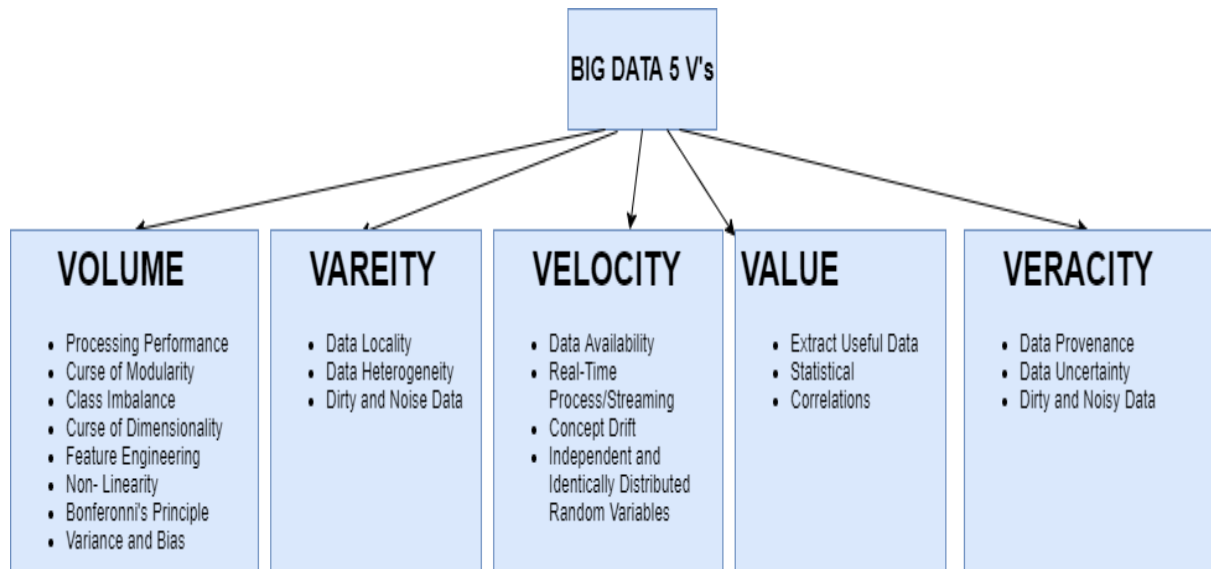 BIG DATA 5 V's
VOLUME
• Processing Performance
• Curse of Modularity
• Class Imbalance
• Curse of Dimensionality
• Feature Engineering
• Non- Linearity
• Bonferonni's Principle
• Variance and Bias
VAREITY
• Data Locality
• Data Heterogeneity
• Dirty and Noise Data
VELOCITY
• Data Availability
• Real-Time
Process/Streaming
• Concept Drift
• Independent and
Identically Distributed
Random Variables
VALUE
• Extract Useful Data
• Statistical
• Correlations
VERACITY
• Data Provenance
• Data Uncertainty
• Dirty and Noisy Data